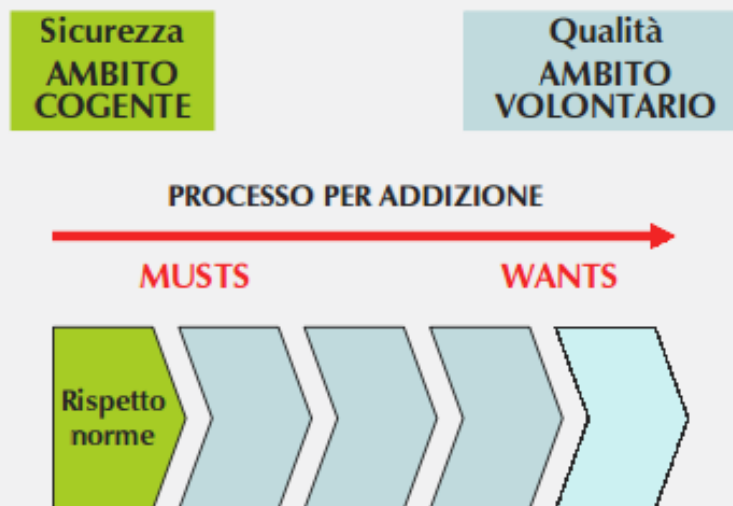 Sicurezza
AMBITO
COGENTE
Qualità
AMBITO
VOLONTARIO
PROCESSO PER ADDIZIONE
MUSTS
WANTS
Rispetto
norme